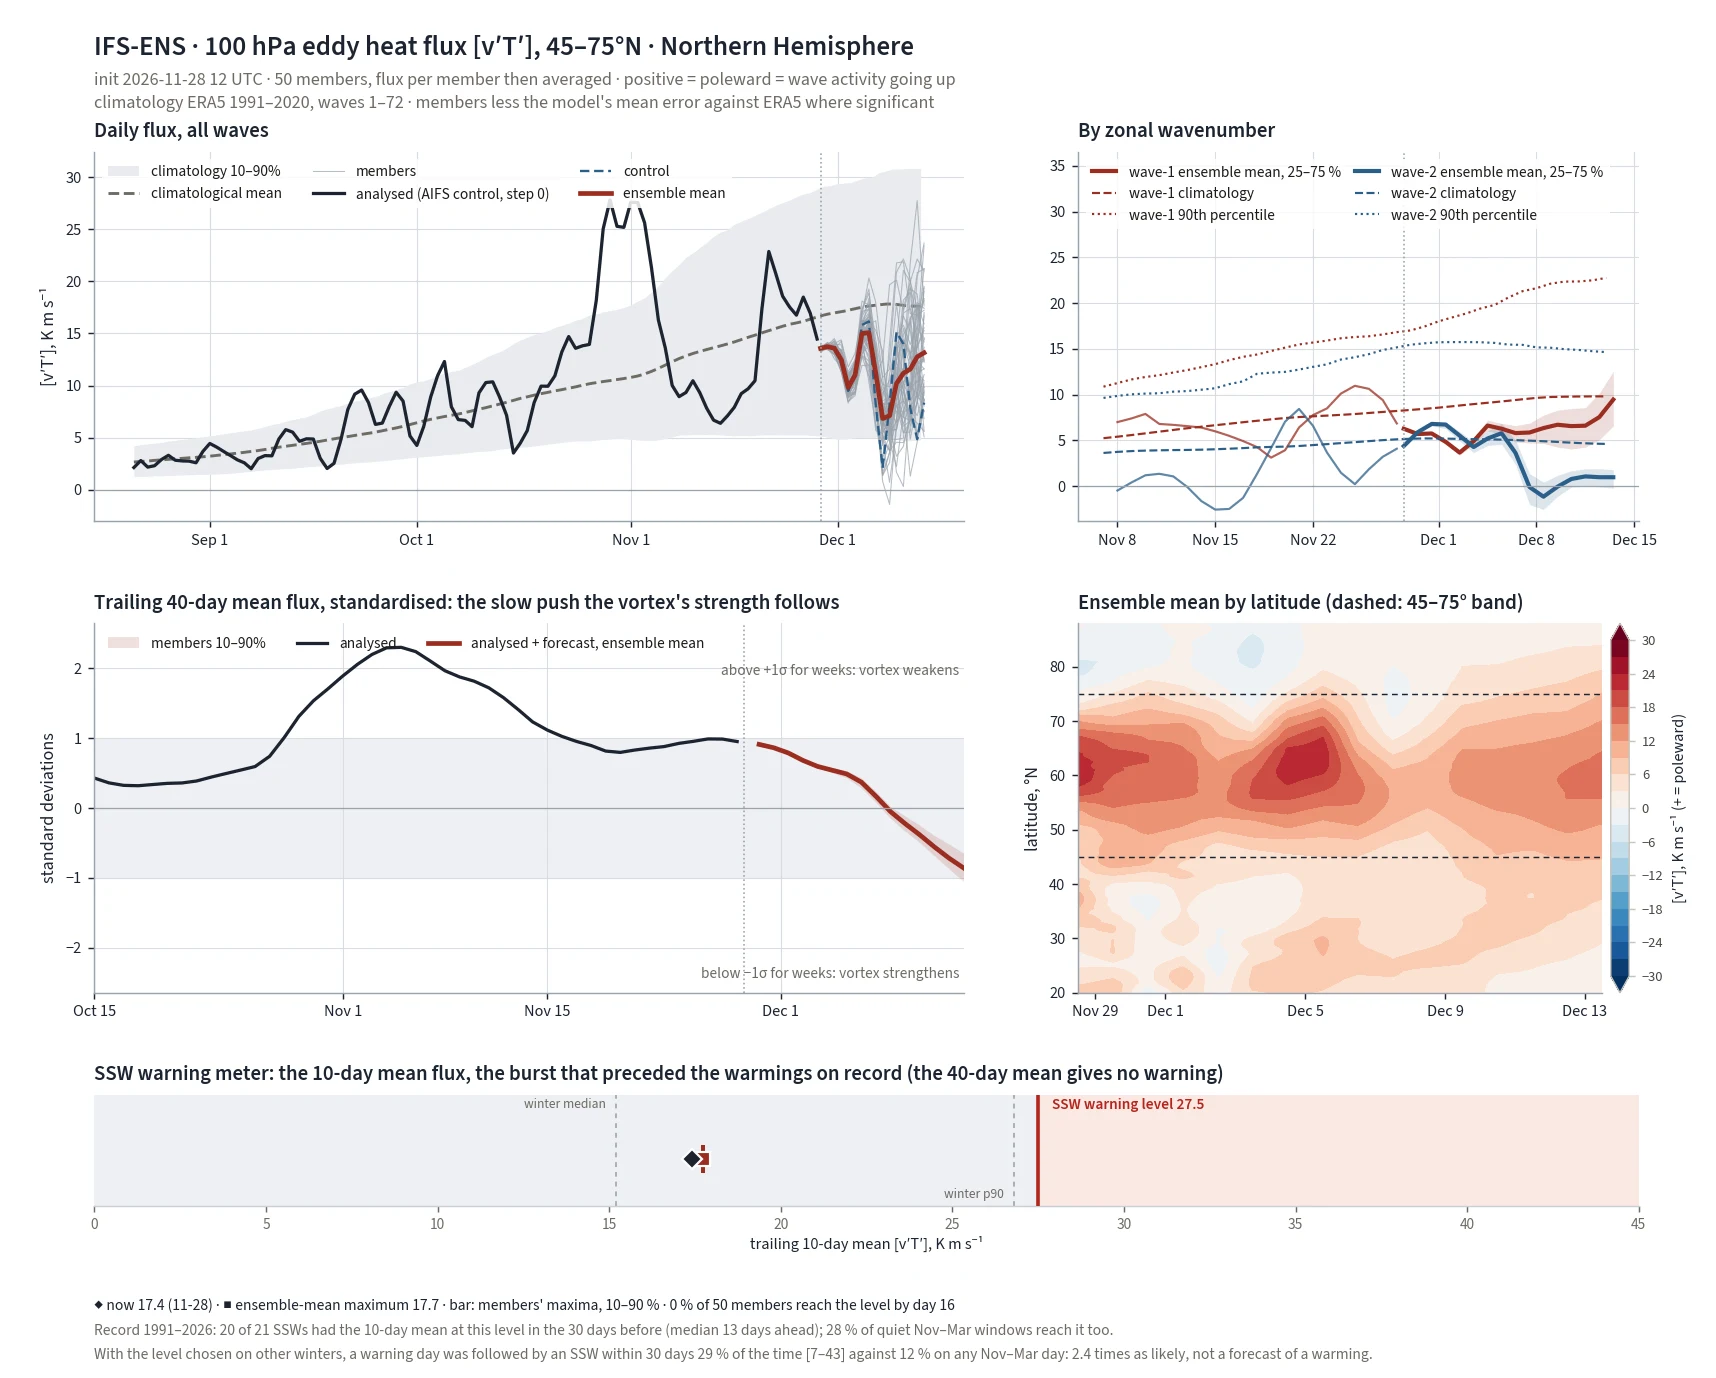 IFS-ENS · 100 hPa eddy heat flux [v′T′], 45–75°N · Northern Hemisphere
init 2026-11-28 12 UTC · 50 members, flux per member then averaged · positive = poleward = wave activity going up
climatology ERA5 1991–2020, waves 1–72 · members less the model's mean error against ERA5 where significant
Daily flux, all waves
climatology 10–90%
members
control
climatological mean
analysed (AIFS control, step 0)
ensemble mean
30
25
20
15
10
5
0
[v′T′], K m s⁻¹
Sep 1
Oct 1
Nov 1
Dec 1
By zonal wavenumber
wave-1 ensemble mean, 25–75 %
wave-2 ensemble mean, 25–75 %
wave-1 climatology
wave-2 climatology
wave-1 90th percentile
wave-2 90th percentile
35
30
25
20
15
10
5
0
Nov 8
Nov 15
Nov 22
Dec 1
Dec 8
Dec 15
Trailing 40-day mean flux, standardised: the slow push the vortex's strength follows
members 10–90%
analysed
analysed + forecast, ensemble mean
above +1σ for weeks: vortex weakens
below −1σ for weeks: vortex strengthens
2
1
0
−1
−2
standard deviations
Oct 15
Nov 1
Nov 15
Dec 1
Ensemble mean by latitude (dashed: 45–75° band)
80
70
60
50
40
30
20
latitude, °N
Nov 29
Dec 1
Dec 5
Dec 9
Dec 13
30
24
18
12
6
0
−6
−12
−18
−24
−30
[v′T′], K m s⁻¹ (+ = poleward)
SSW warning meter: the 10-day mean flux, the burst that preceded the warmings on record (the 40-day mean gives no warning)
winter median
SSW warning level 27.5
winter p90
0
5
10
15
20
25
30
35
40
45
trailing 10-day mean [v′T′], K m s⁻¹
◆ now 17.4 (11-28) · ■ ensemble-mean maximum 17.7 · bar: members' maxima, 10–90 % · 0 % of 50 members reach the level by day 16
Record 1991–2026: 20 of 21 SSWs had the 10-day mean at this level in the 30 days before (median 13 days ahead); 28 % of quiet Nov–Mar windows reach it too.
With the level chosen on other winters, a warning day was followed by an SSW within 30 days 29 % of the time [7–43] against 12 % on any Nov–Mar day: 2.4 times as likely, not a forecast of a warming.